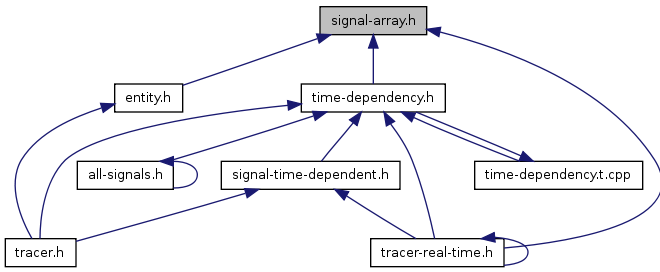 signal-array.h
entity.h
time-dependency.h
all-signals.h
signal-time-dependent.h
time-dependency.t.cpp
tracer.h
tracer-real-time.h